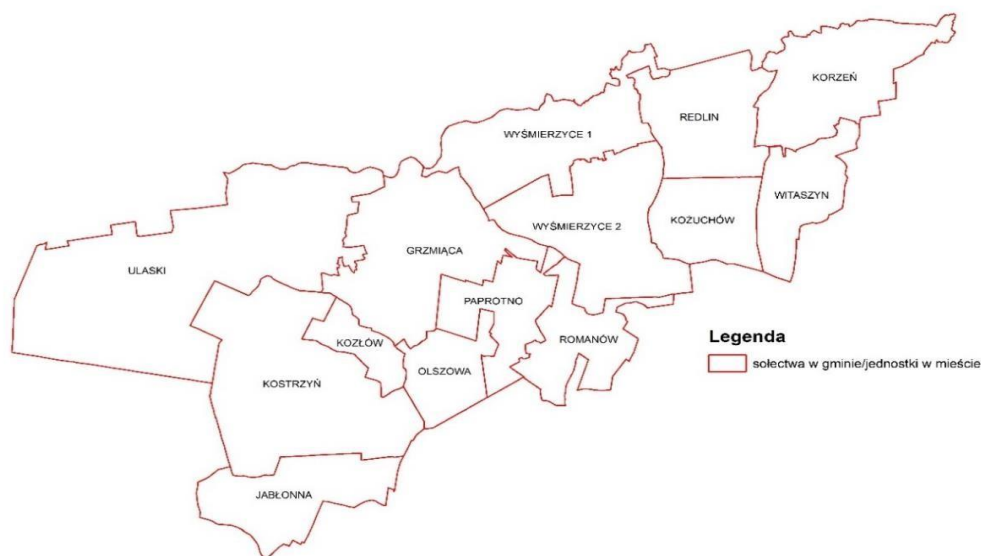 KORZEŃ
REDLIN
WYŚMIERZYCE 1
WITASZYN
KOZUCHÓW
WYŚMIERZYCE 2
GRZMIĄCA
ULASKI
PAPROTNO
ROMANÓW
KOZŁÓW
OLSZOWA
KOSTRZYŃ
JABŁONNA
Legenda
sołectwa w gminie/jednostki w mieście